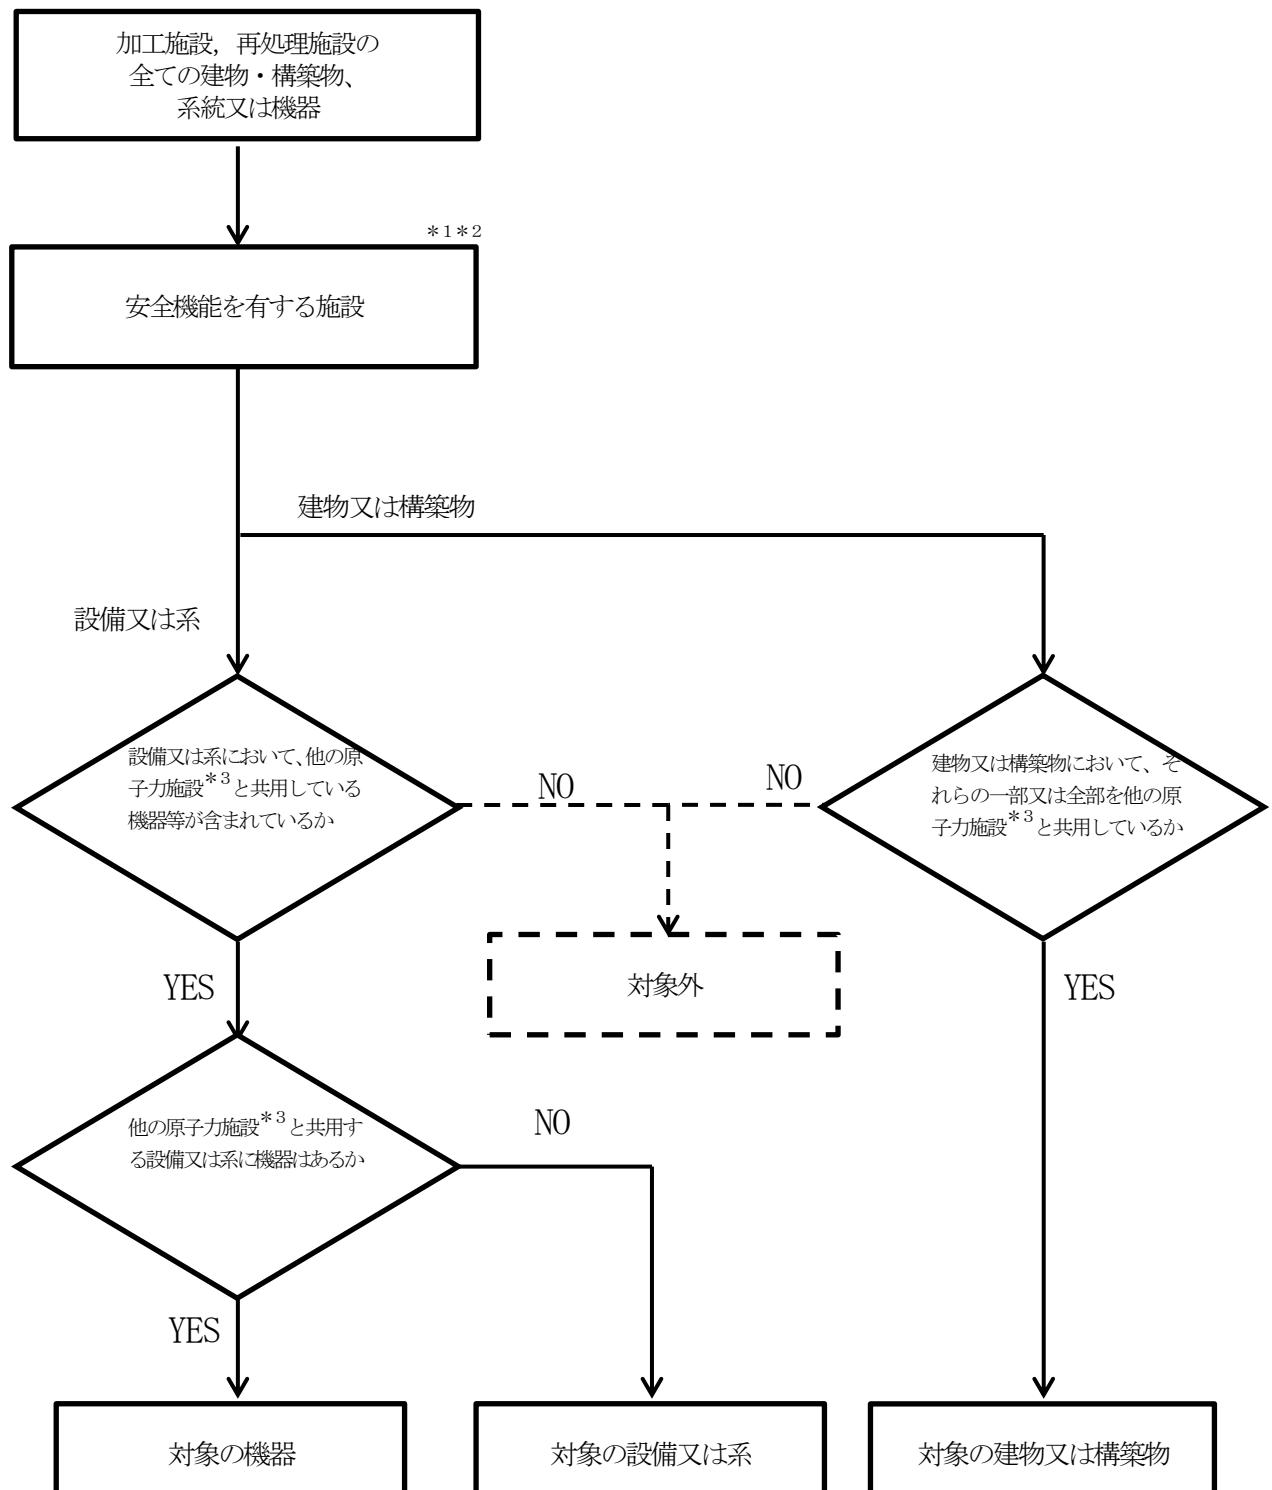 加工施設，再処理施設の
全ての建物・構築物、
系統又は機器
＊１＊２
安全機能を有する施設
建物又は構築物
設備又は系
設備又は系において、他の原
子力施設＊３と共用している
機器等が含まれているか
NO
NO
建物又は構築物において、そ
れらの一部又は全部を他の原
子力施設＊３と共用しているか
対象外
YES
YES
他の原子力施設＊３と共用す
る設備又は系に機器はあるか
NO
YES
対象の機器
対象の設備又は系
対象の建物又は構築物